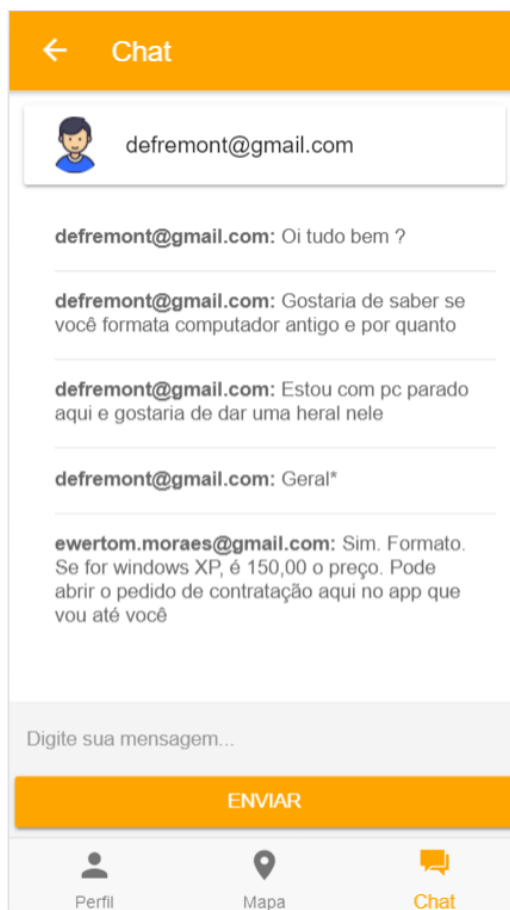 Chat
defremont@gmail.com
defremont@gmail.com: Oi tudo bem ?
defremont@gmail.com: Gostaria de saber se
você formata computador antigo e por quanto
defremont@gmail.com: Estou com pc parado
aqui e gostaria de dar uma heral nele
defremont@gmail.com: Geral*
ewertom.moraes@gmail.com: Sim. Formato.
Se for windows XP, é 150,00 o preço. Pode
abrir o pedido de contratação aqui no app que
vou até você
Digite sua mensagem...
ENVIAR
Perfil
Mapa
Chat